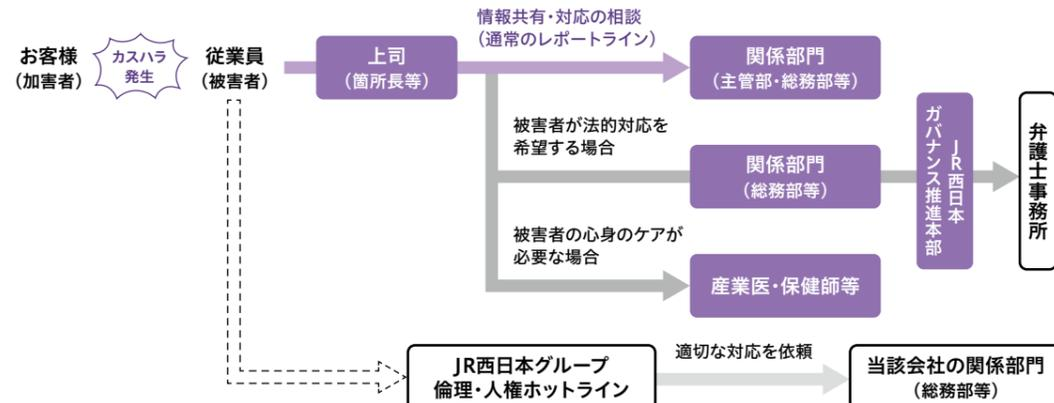 お客様
（加害者）
カスハラ
発生
従業員
（被害者）
上司
（箇所長等）
情報共有・対応の相談
（通常のレポートライン）
関係部門
（主管部・総務部等）
被害者が法的対応を
希望する場合
関係部門
（総務部等）
JR西日本
ガバナンス推進本部
弁護士事務所
被害者の心身のケアが
必要な場合
産業医・保健師等
JR西日本グループ
倫理・人権ホットライン
適切な対応を依頼
当該会社の関係部門
（総務部等）